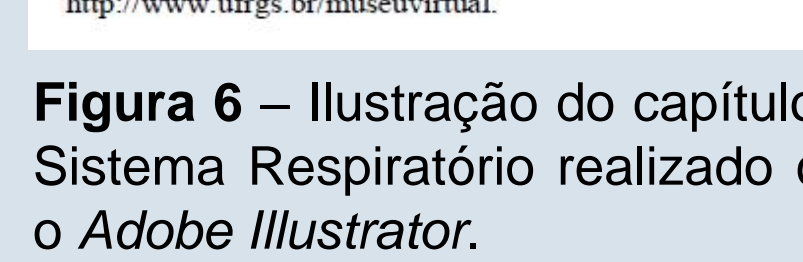 http://www.ufrgs.br/museuvirtual.
Figura 6 – Ilustração do capítulo
Sistema Respiratório realizado
o Adobe Illustrator.